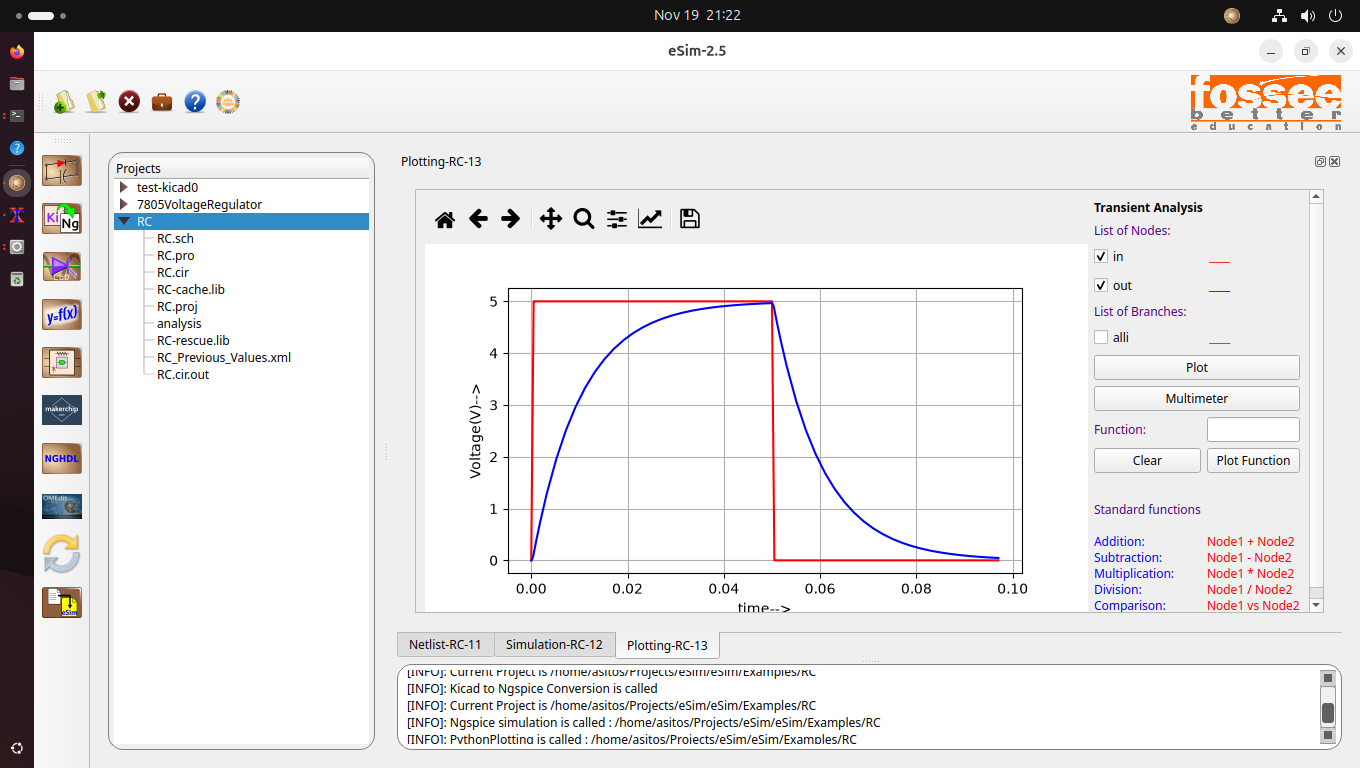 Nov 19 21:22
eSim-2.5
fossee
better
education
Projects
test-kicad0
7805VoltageRegulator
RC
RC.sch
RC.pro
RC.cir
RC-cache.lib
RC.proj
analysis
RC-rescue.lib
RC_Previous_Values.xml
RC.cir.out
Ki
Ng
y=f(x)
makerchip
NGHDL
OMEdit
eSim
Plotting-RC-13
Voltage(V)-->
5
4
3
2
1
0
0.00 0.02 0.04 0.06 0.08 0.10
time-->
Transient Analysis
List of Nodes:
in
out
List of Branches:
alli
Plot
Multimeter
Function:
Clear Plot Function
Standard functions
Addition: Node1 + Node2
Subtraction: Node1 - Node2
Multiplication: Node1 * Node2
Division: Node1 / Node2
Comparison: Node1 vs Node2
Netlist-RC-11 Simulation-RC-12 Plotting-RC-13
[INFO]: Current Project is /home/asitos/Projects/eSim/eSim/Examples/RC
[INFO]: Kicad to Ngspice Conversion is called
[INFO]: Current Project is /home/asitos/Projects/eSim/eSim/Examples/RC
[INFO]: Ngspice simulation is called : /home/asitos/Projects/eSim/eSim/Examples/RC
[INFO]: PythonPlotting is called : /home/asitos/Projects/eSim/eSim/Examples/RC